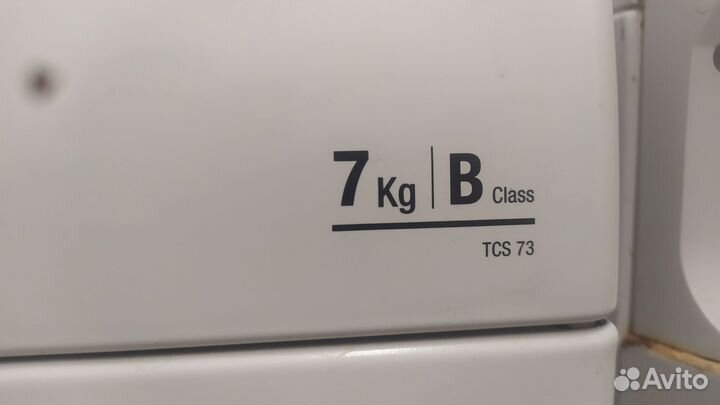 7 Kg | B Class
TCS 73
Avito